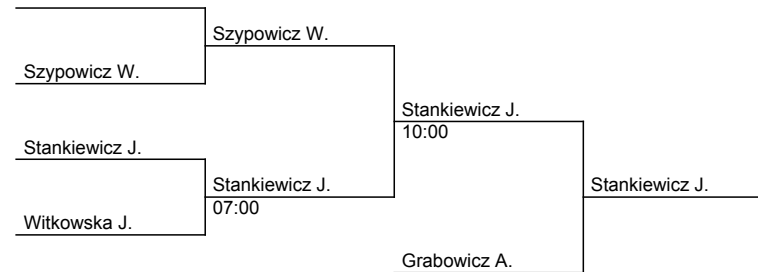 Szypowicz W.
Szypowicz W.
Stankiewicz J.
10:00
Stankiewicz J.
Stankiewicz J.
07:00
Stankiewicz J.
Witkowska J.
Grabowicz A.